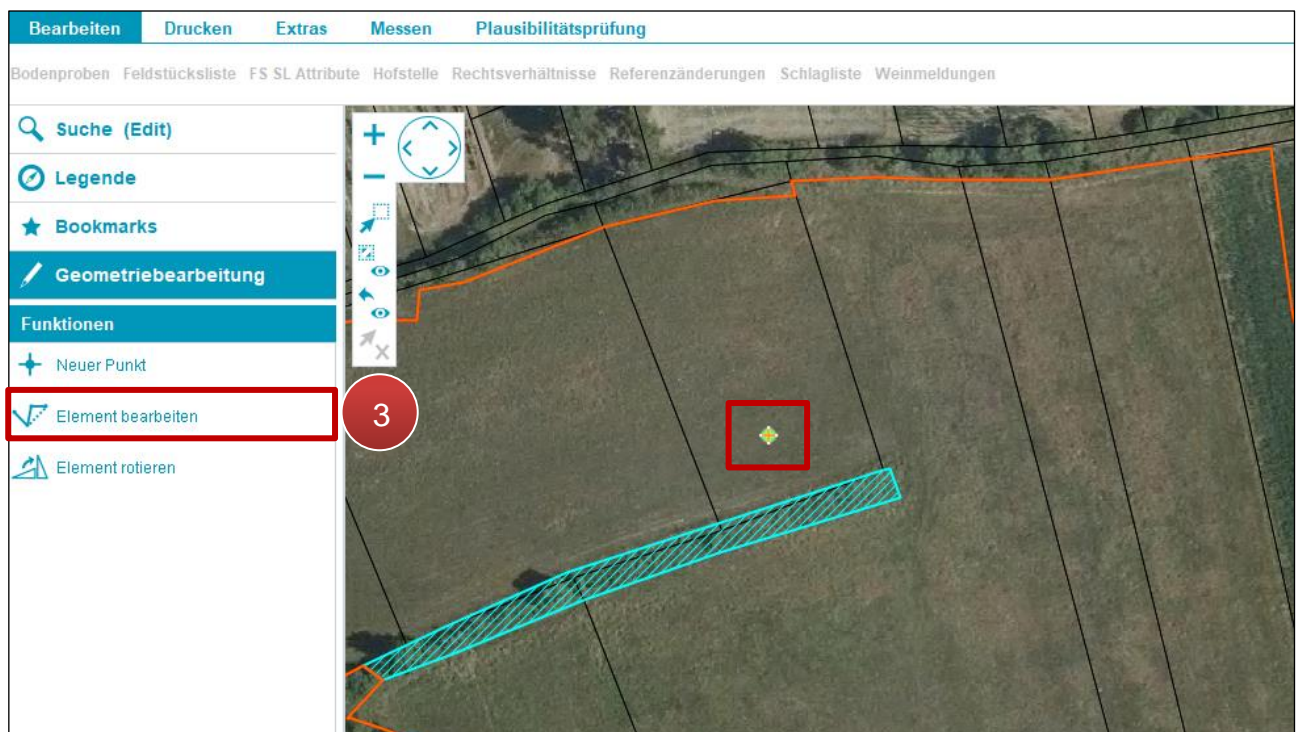 Bearbeiten Drucken Extras Messen Plausibilitätsprüfung
Bodenproben Feldstücksliste FS SL Attribute Hofstelle Rechtsverhältnisse Referenzänderungen Schlagliste Weinmeldungen
Suche (Edit)
Legende
Bookmarks
Geometriebearbeitung
Funktionen
Neuer Punkt
Element bearbeiten
3
Element rotieren